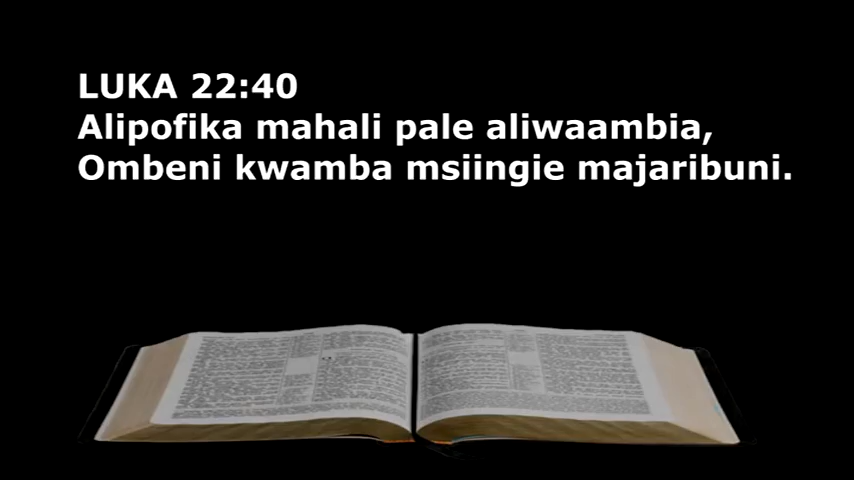 LUKA 22:40
Alipofika mahali pale aliwaambia,
Ombeni kwamba msiingie majaribuni.